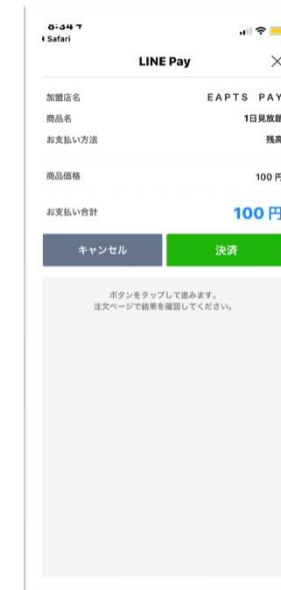 8:34
Safari
LINE Pay
加盟店名 EAPTS PAY
商品名 1日見放題
お支払い方法 残高
商品価格 100 円
お支払い合計 100 円
キャンセル 決済
ボタンをタップして進みます。
注文ページで結果を確認してください。